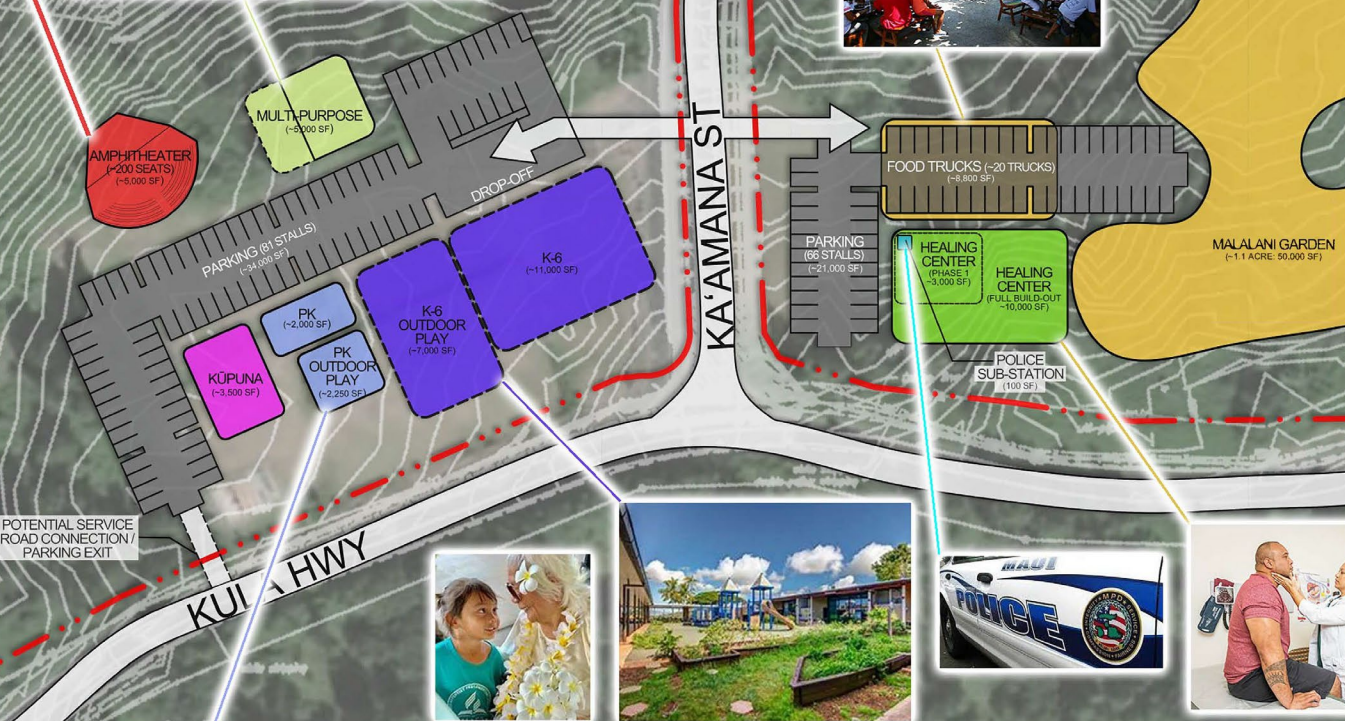 MULTI-PURPOSE
(~5,000 SF)
AMPHITHEATER
(~200 SEATS)
(~5,000 SF)
DROP-OFF
PARKING (81 STALLS)
(~34,000 SF)
K-6
(~11,000 SF)
K-6
OUTDOOR
PLAY
(~7,000 SF)
PK
(~2,000 SF)
PK
OUTDOOR
PLAY
(~2,250 SF)
KŪPUNA
(~3,500 SF)
POTENTIAL SERVICE
ROAD CONNECTION /
PARKING EXIT
KULA HWY
KA‘AMANA ST
FOOD TRUCKS (~20 TRUCKS)
(~8,800 SF)
PARKING
(66 STALLS)
(~21,000 SF)
HEALING
CENTER
(PHASE 1
~3,000 SF)
HEALING
CENTER
(FULL BUILD-OUT
~10,000 SF)
MALALANI GARDEN
(~1.1 ACRE: 50,000 SF)
POLICE
SUB-STATION
(100 SF)
MAUI
POLICE
MPD